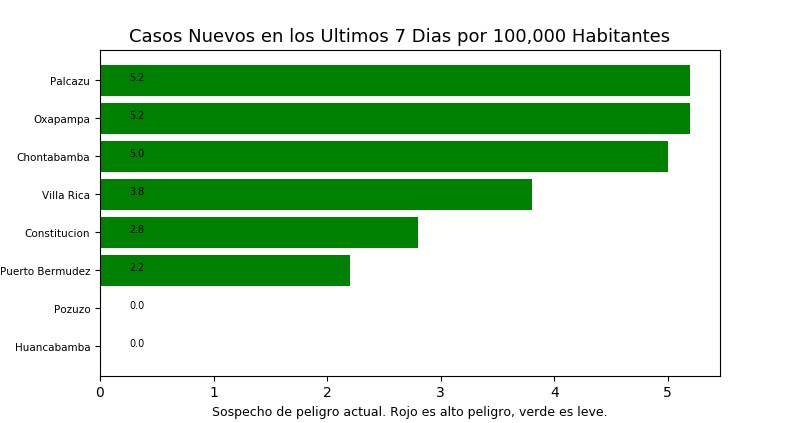 Casos Nuevos en los Ultimos 7 Dias por 100,000 Habitantes
Palcazu 5.2
Oxapampa 5.2
Chontabamba 5.0
Villa Rica 3.8
Constitucion 2.8
Puerto Bermudez 2.2
Pozuzo 0.0
Huancabamba 0.0
0 1 2 3 4 5
Sospecho de peligro actual. Rojo es alto peligro, verde es leve.